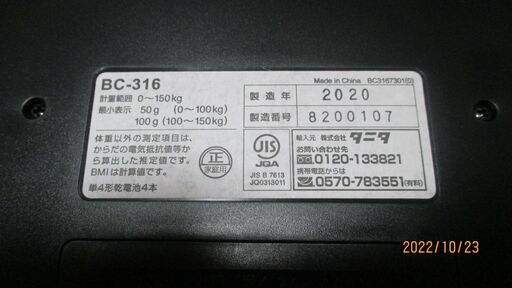 BC-316
計量範囲 0〜150kg
最小表示 50g (0〜100kg)
100g (100〜150kg)
体重以外の測定項目は、
からだの電気抵抗値等か
ら算出した推定値です。
BMIは計算値です。
単4形乾電池4本
正
家庭用
Made in China BC3167301(0)
製造年 2020
製造番号 8200107
JIS
JQA
JIS B 7613
JQ0313011
輸入元 株式会社 タニタ
お問い合わせ先
0120-133821
携帯電話からは
0570-783551(有料)
2022/10/23